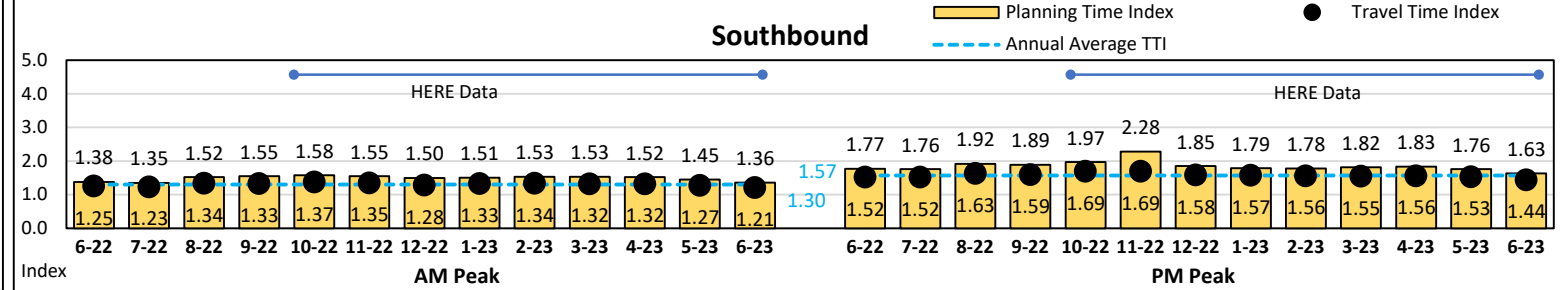 Planning Time Index Travel Time Index
Southbound
Annual Average TTI
5.0
HERE Data HERE Data
4.0
3.0
2.0
1.0
0.0
1.38 1.35 1.52 1.55 1.58 1.55 1.50 1.51 1.53 1.53 1.52 1.45 1.36
1.77 1.76 1.92 1.89 1.97 2.28 1.85 1.79 1.78 1.82 1.83 1.76 1.63
1.57
1.30
1.25 1.23 1.34 1.33 1.37 1.35 1.28 1.33 1.34 1.32 1.32 1.27 1.21
1.52 1.52 1.63 1.59 1.69 1.69 1.58 1.57 1.56 1.55 1.56 1.53 1.44
6-22 7-22 8-22 9-22 10-22 11-22 12-22 1-23 2-23 3-23 4-23 5-23 6-23
6-22 7-22 8-22 9-22 10-22 11-22 12-22 1-23 2-23 3-23 4-23 5-23 6-23
Index
AM Peak PM Peak